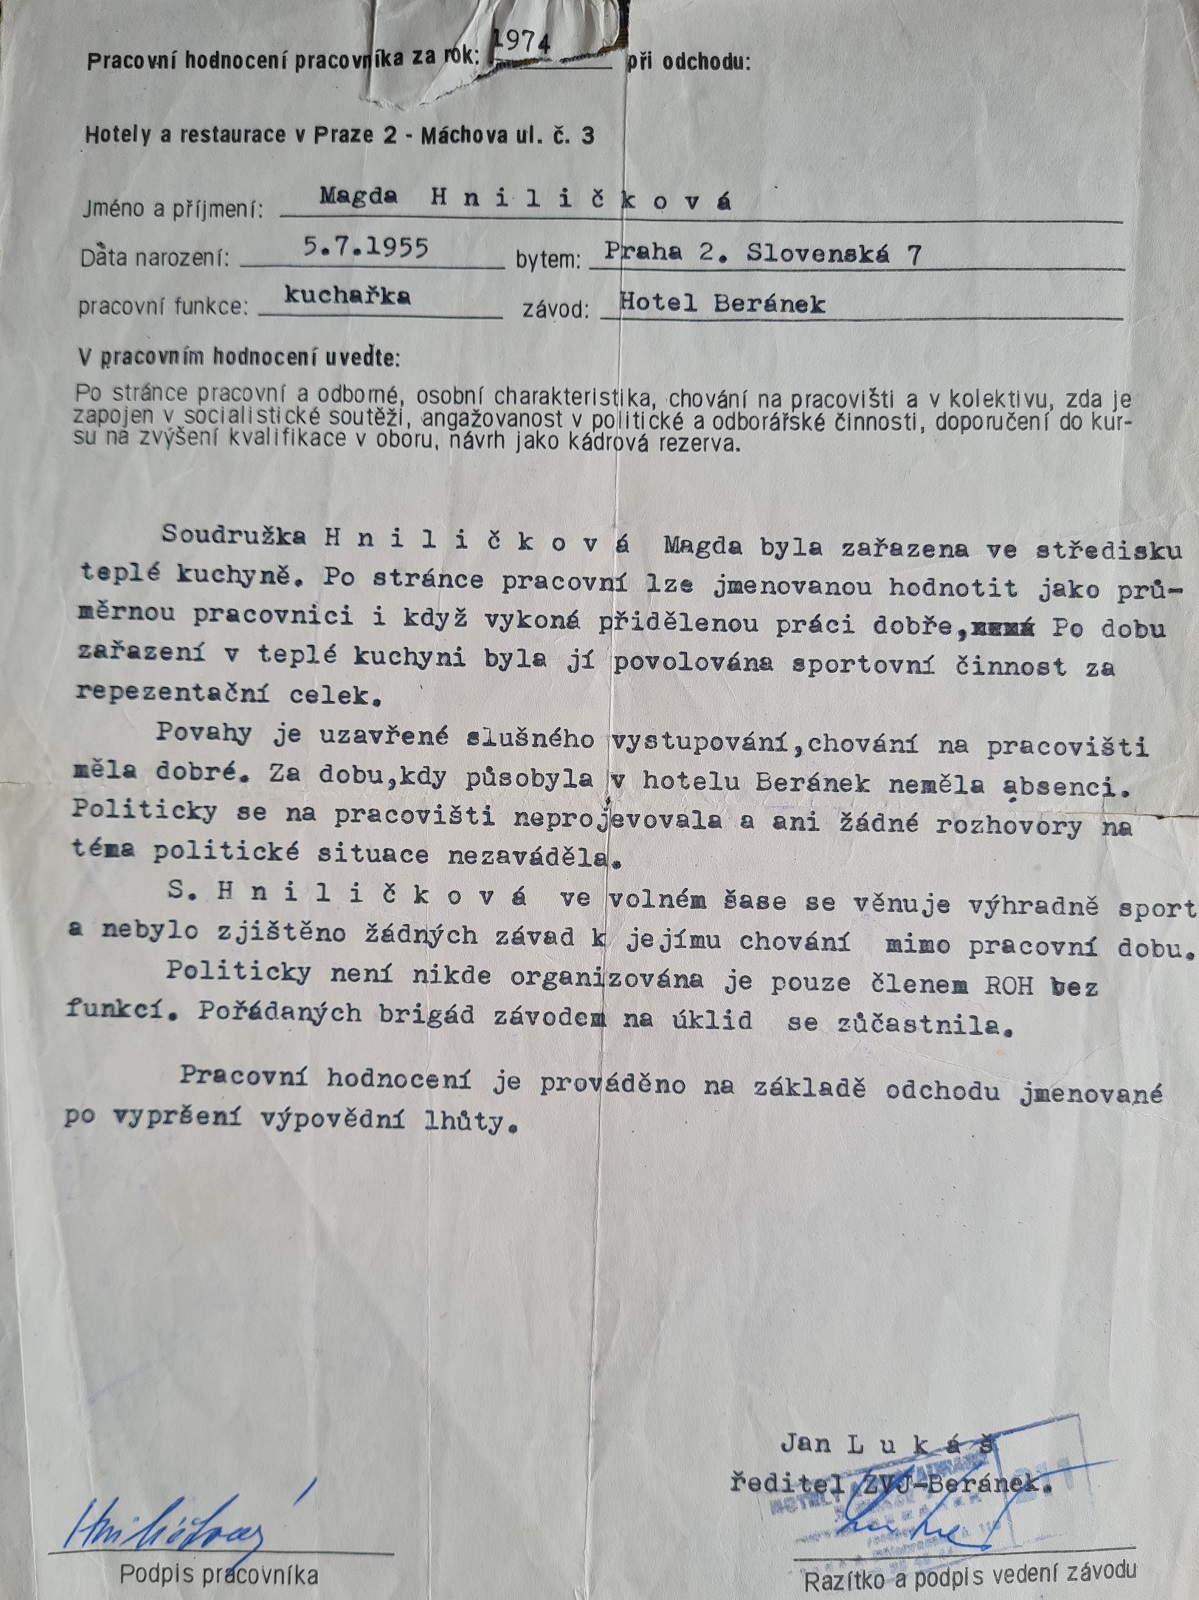 Pracovní hodnocení pracovníka za rok: 1974 při odchodu:
Hotely a restaurace v Praze 2 - Máchova ul. č. 3
Jméno a příjmení: Magda H n i l i č k o v á
Data narození: 5.7.1955 bytem: Praha 2. Slovenská 7
pracovní funkce: kuchařka závod: Hotel Beránek
V pracovním hodnocení uveďte:
Po stránce pracovní a odborné, osobní charakteristika, chování na pracovišti a v kolektivu, zda je
zapojen v socialistické soutěži, angažovanost v politické a odborářské činnosti, doporučení do kur-
su na zvýšení kvalifikace v oboru, návrh jako kádrová rezerva.
Soudružka H n i l i č k o v á Magda byla zařazena ve středisku
teplé kuchyně. Po stránce pracovní lze jmenovanou hodnotit jako prů-
měrnou pracovnici i když vykoná přidělenou práci dobře, Po dobu
zařazení v teplé kuchyni byla jí povolována sportovní činnost za
repezentační celek.
Povahy je uzavřené slušného vystupování,chování na pracovišti
měla dobré. Za dobu,kdy působyla v hotelu Beránek neměla absenci.
Politicky se na pracovišti neprojevovala a ani žádné rozhovory na
téma politické situace nezaváděla.
S. H n i l i č k o v á ve volném šase se věnuje výhradně sport
a nebylo zjištěno žádných závad k jejímu chování mimo pracovní dobu.
Politicky není nikde organizována je pouze členem ROH bez
funkcí. Pořádaných brigád závodem na úklid se zůčastnila.
Pracovní hodnocení je prováděno na základě odchodu jmenované
po vypršení výpovědní lhůty.
Jan L u k á š
ředitel ZVJ-Beránek.
Hniličková
Podpis pracovníka
Razítko a podpis vedení závodu